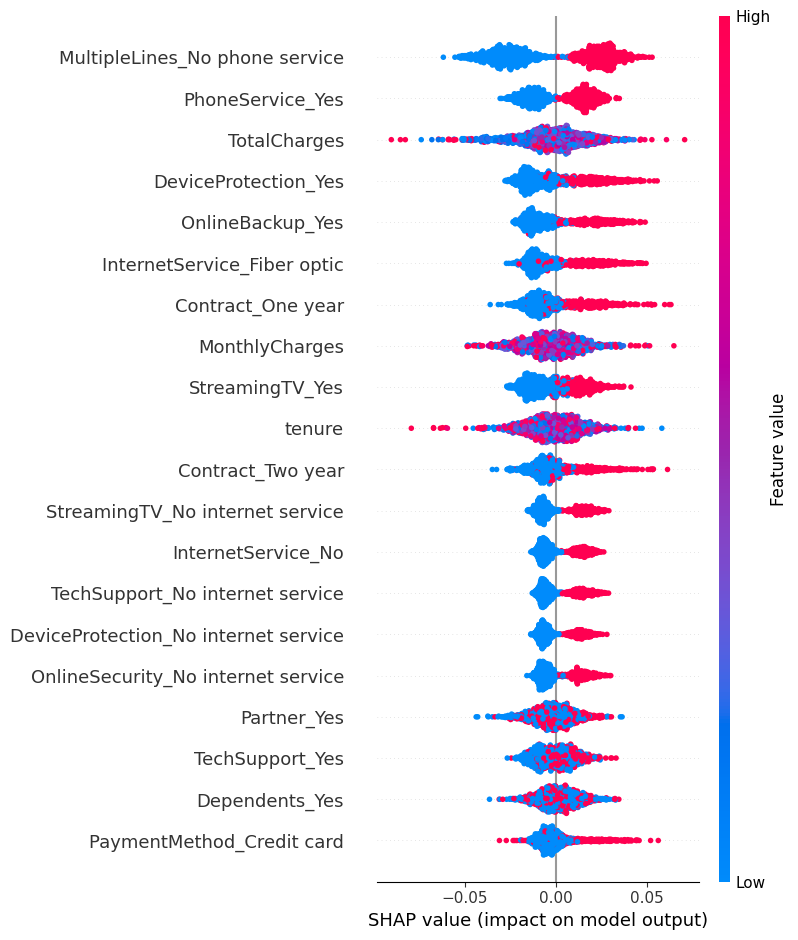 High
MultipleLines_No phone service
PhoneService_Yes
TotalCharges
DeviceProtection_Yes
OnlineBackup_Yes
InternetService_Fiber optic
Contract_One year
MonthlyCharges
StreamingTV_Yes
tenure
Contract_Two year
StreamingTV_No internet service
InternetService_No
TechSupport_No internet service
DeviceProtection_No internet service
OnlineSecurity_No internet service
Partner_Yes
TechSupport_Yes
Dependents_Yes
PaymentMethod_Credit card
Feature value
Low
−0.05 0.00 0.05
SHAP value (impact on model output)